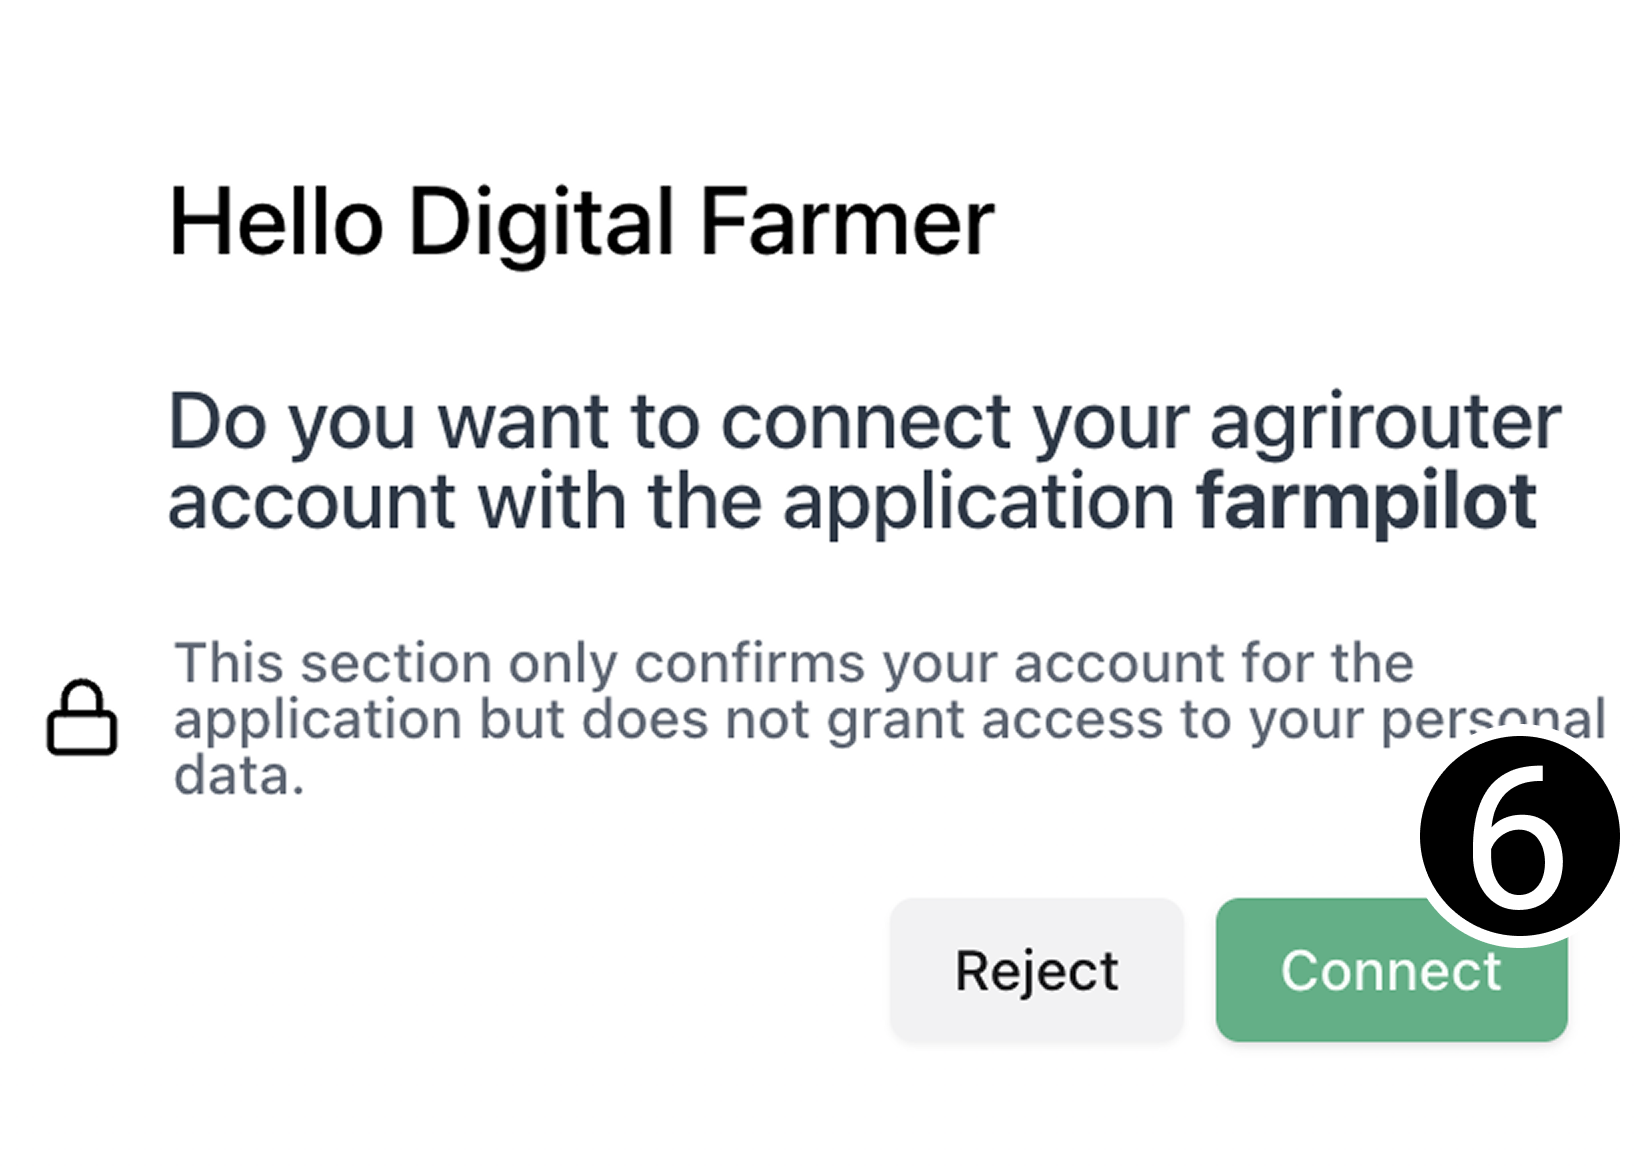 Hello Digital Farmer
Do you want to connect your agrirouter
account with the application farmpilot
This section only confirms your account for the
application but does not grant access to your personal
data.
6
Reject
Connect